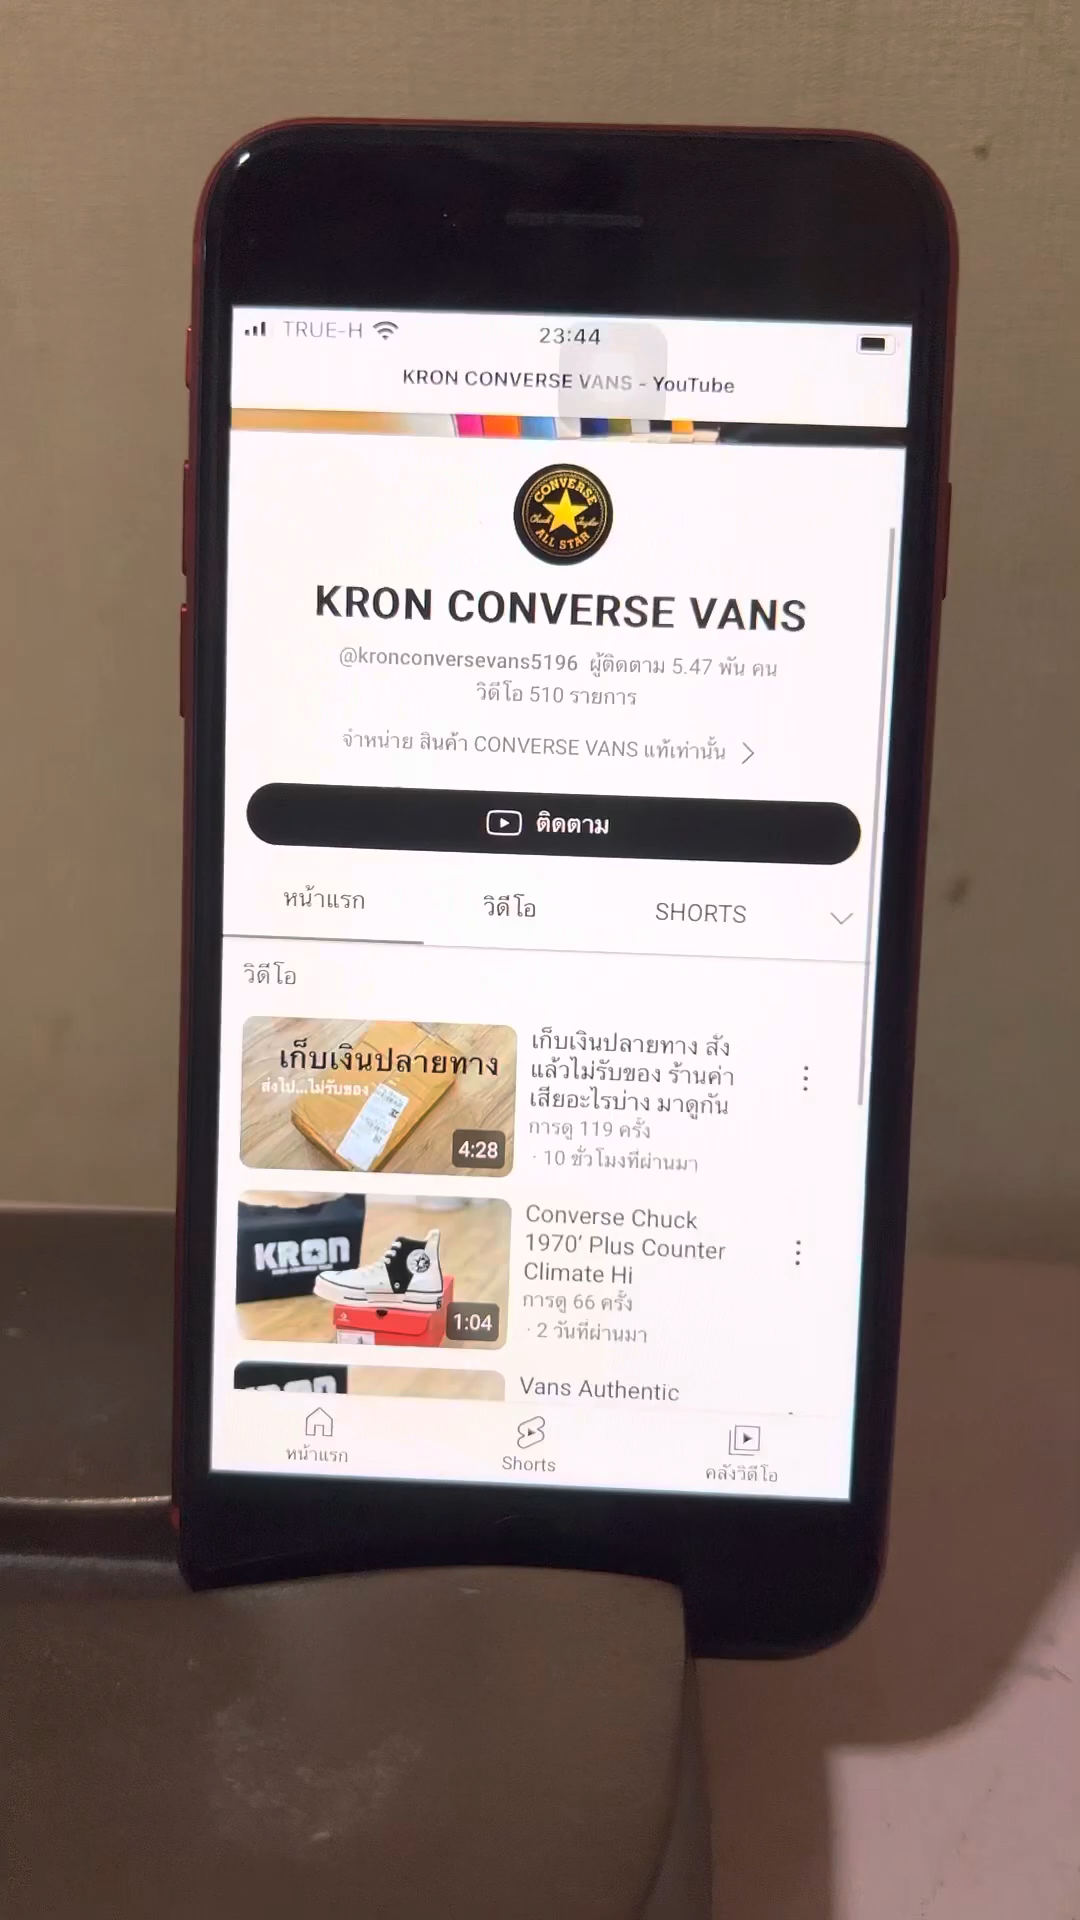 TRUE-H
23:44
KRON CONVERSE VANS - YouTube
CONVERSE
Chuck Taylor
ALL STAR
KRON CONVERSE VANS
@kronconversevans5196 ผู้ติดตาม 5.47 พัน คน
วิดีโอ 510 รายการ
จำหน่าย สินค้า CONVERSE VANS แท้เท่านั้น
ติดตาม
หน้าแรก
วิดีโอ
SHORTS
วิดีโอ
เก็บเงินปลายทาง
ส่งไป...ไม่รับของ
4:28
เก็บเงินปลายทาง สั่ง
แล้วไม่รับของ ร้านค่า
เสียอะไรบ่าง มาดูกัน
การดู 119 ครั้ง
· 10 ชั่วโมงที่ผ่านมา
KRON
1:04
Converse Chuck
1970’ Plus Counter
Climate Hi
การดู 66 ครั้ง
· 2 วันที่ผ่านมา
Vans Authentic
หน้าแรก
Shorts
คลังวิดีโอ